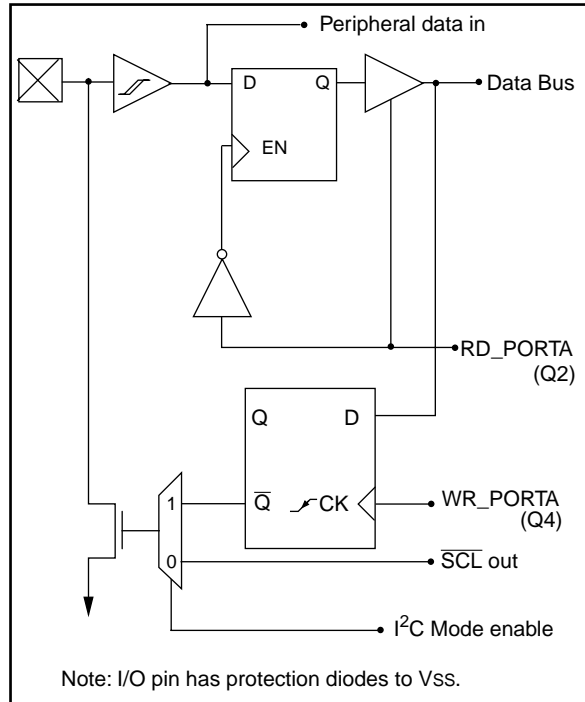 Peripheral data in
D Q
Data Bus
EN
RD_PORTA
(Q2)
Q D
1 Q̅ CK
WR_PORTA
(Q4)
0 S̅C̅L̅ out
I²C Mode enable
Note: I/O pin has protection diodes to VSS.